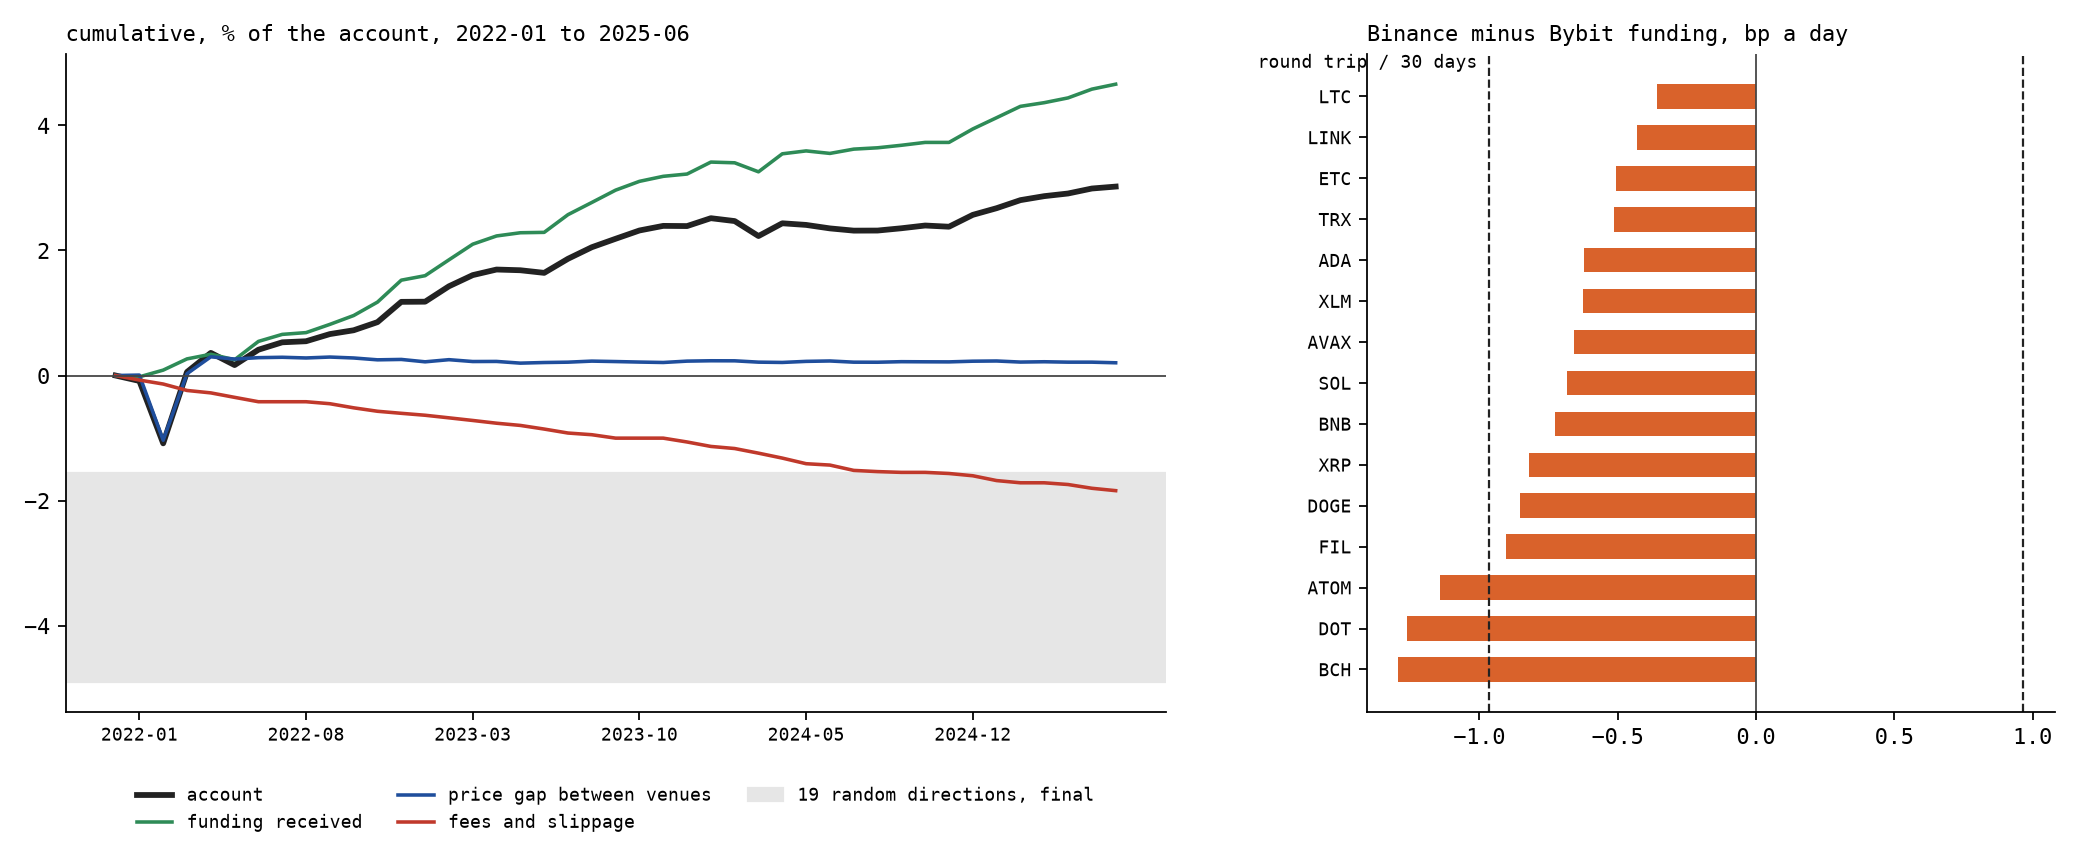 cumulative, % of the account, 2022-01 to 2025-06
4
2
0
−2
−4
2022-01
2022-08
2023-03
2023-10
2024-05
2024-12
account
funding received
price gap between venues
fees and slippage
19 random directions, final
Binance minus Bybit funding, bp a day
round trip / 30 days
LTC
LINK
ETC
TRX
ADA
XLM
AVAX
SOL
BNB
XRP
DOGE
FIL
ATOM
DOT
BCH
−1.0
−0.5
0.0
0.5
1.0